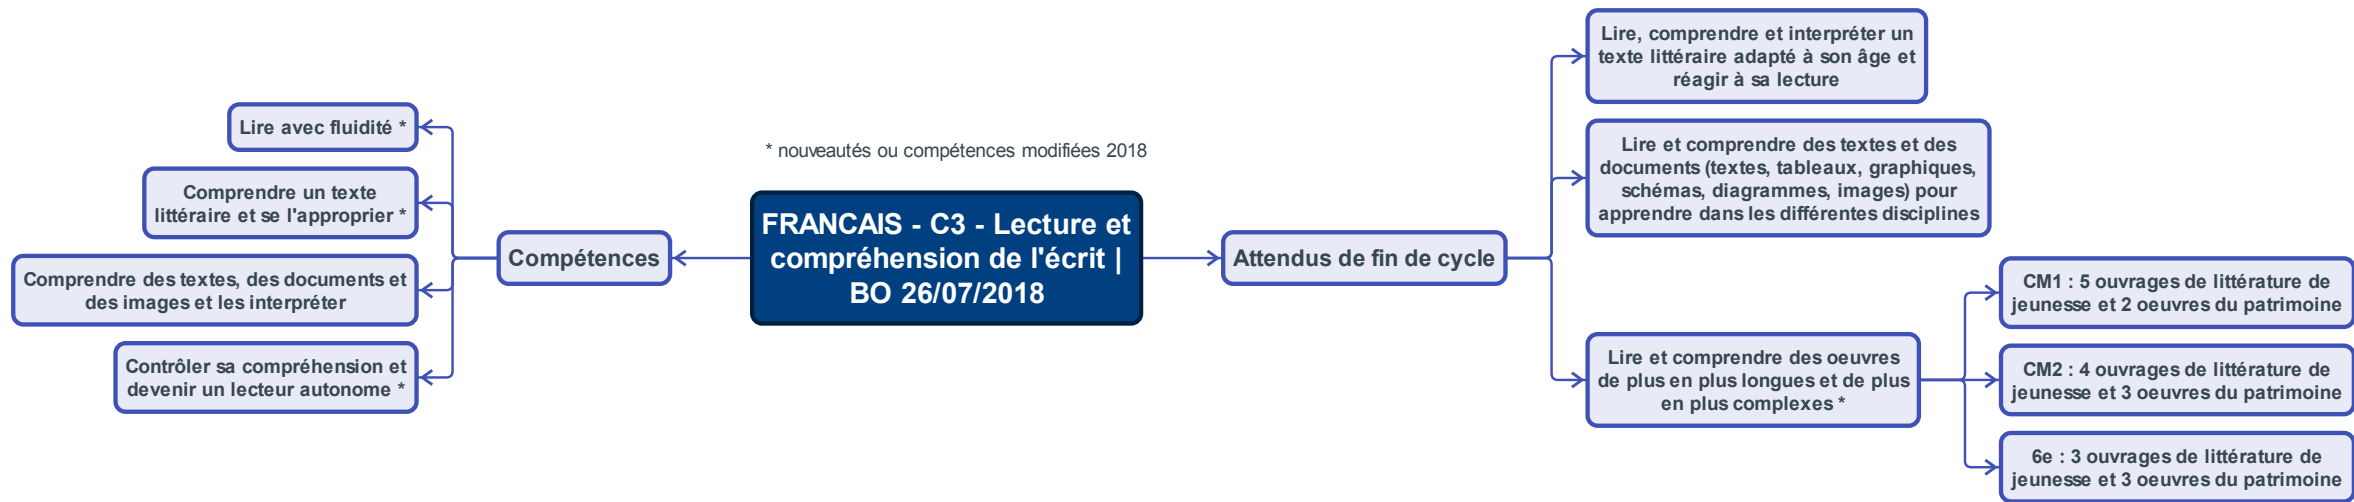 * nouveautés ou compétences modifiées 2018
FRANCAIS - C3 - Lecture et
compréhension de l'écrit |
BO 26/07/2018
Compétences
Lire avec fluidité *
Comprendre un texte
littéraire et se l'approprier *
Comprendre des textes, des documents et
des images et les interpréter
Contrôler sa compréhension et
devenir un lecteur autonome *
Attendus de fin de cycle
Lire, comprendre et interpréter un
texte littéraire adapté à son âge et
réagir à sa lecture
Lire et comprendre des textes et des
documents (textes, tableaux, graphiques,
schémas, diagrammes, images) pour
apprendre dans les différentes disciplines
Lire et comprendre des oeuvres
de plus en plus longues et de plus
en plus complexes *
CM1 : 5 ouvrages de littérature de
jeunesse et 2 oeuvres du patrimoine
CM2 : 4 ouvrages de littérature de
jeunesse et 3 oeuvres du patrimoine
6e : 3 ouvrages de littérature de
jeunesse et 3 oeuvres du patrimoine